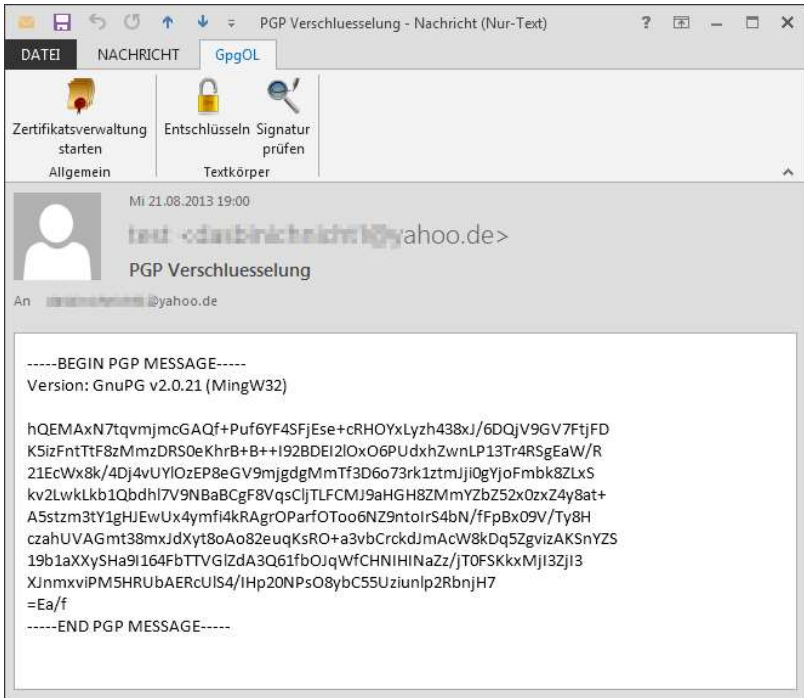 PGP Verschluesselung - Nachricht (Nur-Text)
DATEI NACHRICHT GpgOL
Zertifikatsverwaltung starten
Entschlüsseln
Signatur prüfen
Allgemein
Textkörper
Mi 21.08.2013 19:00
yahoo.de>
PGP Verschluesselung
An @yahoo.de
-----BEGIN PGP MESSAGE-----
Version: GnuPG v2.0.21 (MingW32)
hQEMAxN7tqvmjmcGAQf+Puf6YF4SFjEse+cRHOYxLyzh438xJ/6DQjV9GV7FtjFD
K5izFntTtF8zMmzDRS0eKhrB+B++I92BDEI2lOxO6PUdxhZwnLP13Tr4RSgEaW/R
21EcWx8k/4Dj4vUYlOzEP8eGV9mjgdgMmTf3D6o73rk1ztmJji0gYjoFmbk8ZLxS
kv2LwkLkb1Qbdhl7V9NBaBCgF8VqsCljTLFCMJ9aHGH8ZMmYZbZ52x0zxZ4y8at+
A5stzm3tY1gHJEwUx4ymfi4kRAgrOParfOToo6NZ9ntoIrS4bN/fFpBx09V/Ty8H
czahUVAGmt38mxJdXyt8oAo82euqKsRO+a3vbCrckdJmAcW8kDq5ZgvizAKSnYZS
19b1aXXySHa9I164FbTTVGlZdA3Q61fbOJqWfCHNIHINaZz/jT0FSKkxMjI3ZjI3
XJnmxviPM5HRUbAERcUlS4/IHp20NPsO8ybC55Uziunlp2RbnjH7
=Ea/f
-----END PGP MESSAGE-----